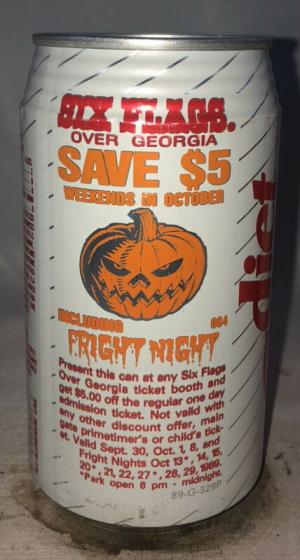 SIX FLAGS.
OVER GEORGIA
SAVE $5
WEEKENDS IN OCTOBER
INCLUDING 984
FRIGHT NIGHT
Present this can at any Six Flags
Over Georgia ticket booth and
get $5.00 off the regular one day
admission ticket. Not valid with
any other discount offer, main
gate primetimer's or child's tick-
et. Valid Sept. 30, Oct. 1, 8, and
Fright Nights Oct 13*, 14, 15,
20*, 21, 22, 27*, 28, 29, 1989.
*Park open 6 pm - midnight.
89-G-329P
diet